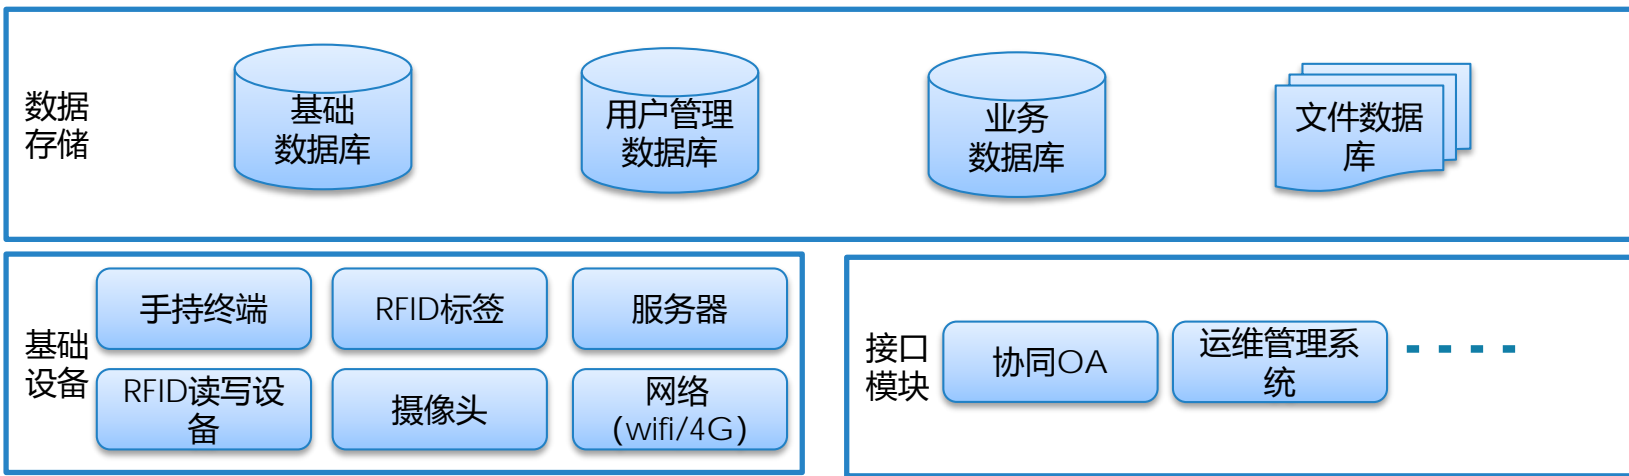 数据
存储
基础
数据库
用户管理
数据库
业务
数据库
文件数据
库
基础
设备
手持终端
RFID标签
服务器
RFID读写设
备
摄像头
网络
(wifi/4G)
接口
模块
协同OA
运维管理系
统